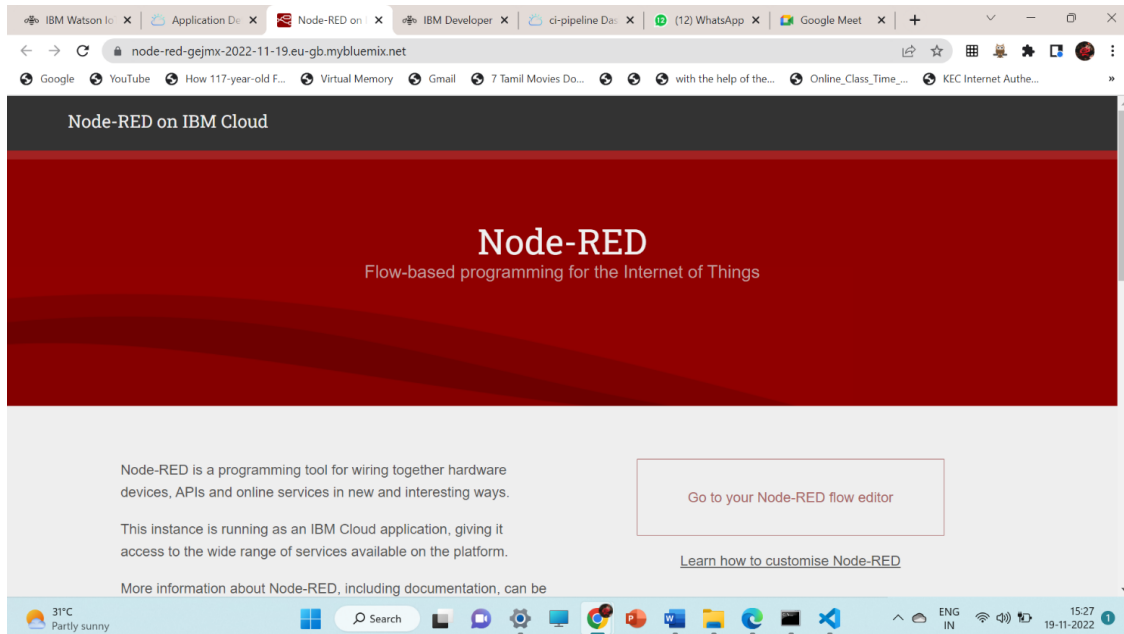 IBM Watson Io
Application De
Node-RED on
IBM Developer
ci-pipeline Das
(12) WhatsApp
Google Meet
node-red-gejmx-2022-11-19.eu-gb.mybluemix.net
Google
YouTube
How 117-year-old F...
Virtual Memory
Gmail
7 Tamil Movies Do...
with the help of the...
Online_Class_Time_...
KEC Internet Authe...
»
Node-RED on IBM Cloud
Node-RED
Flow-based programming for the Internet of Things
Node-RED is a programming tool for wiring together hardware
devices, APIs and online services in new and interesting ways.
This instance is running as an IBM Cloud application, giving it
access to the wide range of services available on the platform.
More information about Node-RED, including documentation, can be
Go to your Node-RED flow editor
Learn how to customise Node-RED
31°C
Partly sunny
Search
ENG
IN
15:27
19-11-2022
1